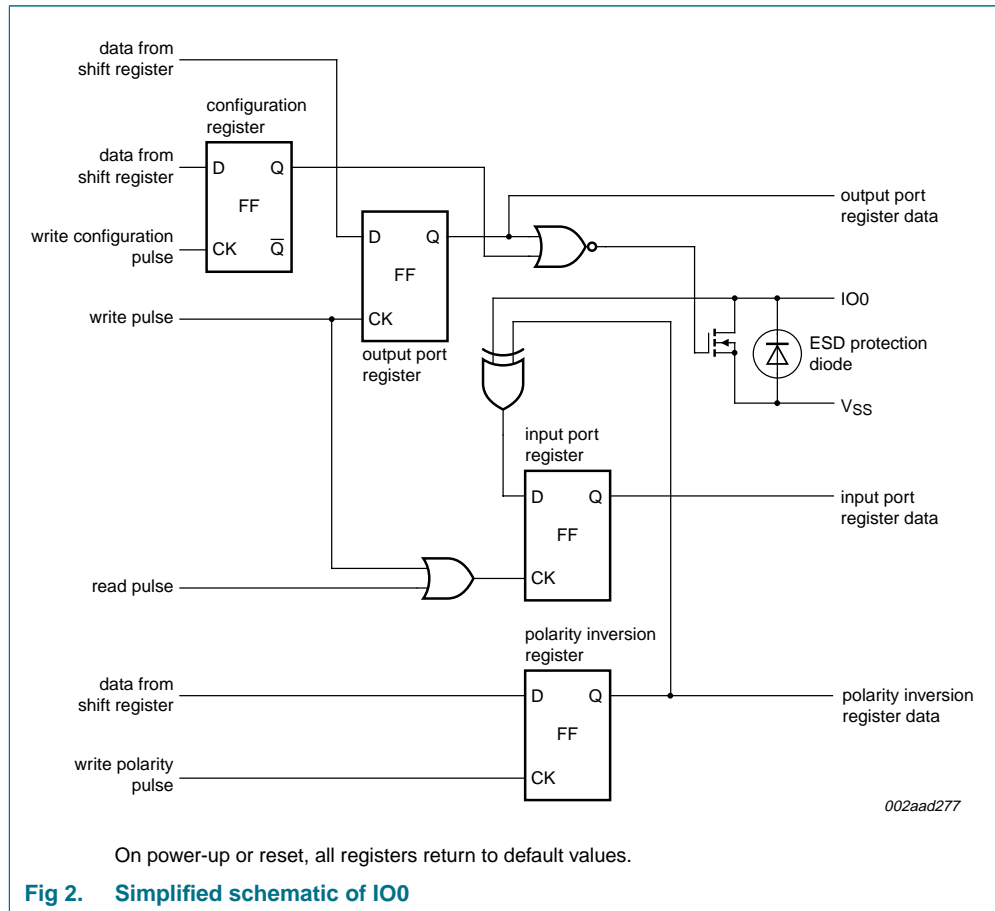 data from
shift register
configuration
register
data from
shift register
D
Q
FF
write configuration
pulse
CK
Q̅
D
Q
FF
CK
output port
register
write pulse
output port
register data
IO0
ESD protection
diode
VSS
input port
register
D
Q
FF
CK
input port
register data
read pulse
polarity inversion
register
data from
shift register
D
Q
FF
CK
polarity inversion
register data
write polarity
pulse
002aad277
On power-up or reset, all registers return to default values.
Fig 2. Simplified schematic of IO0